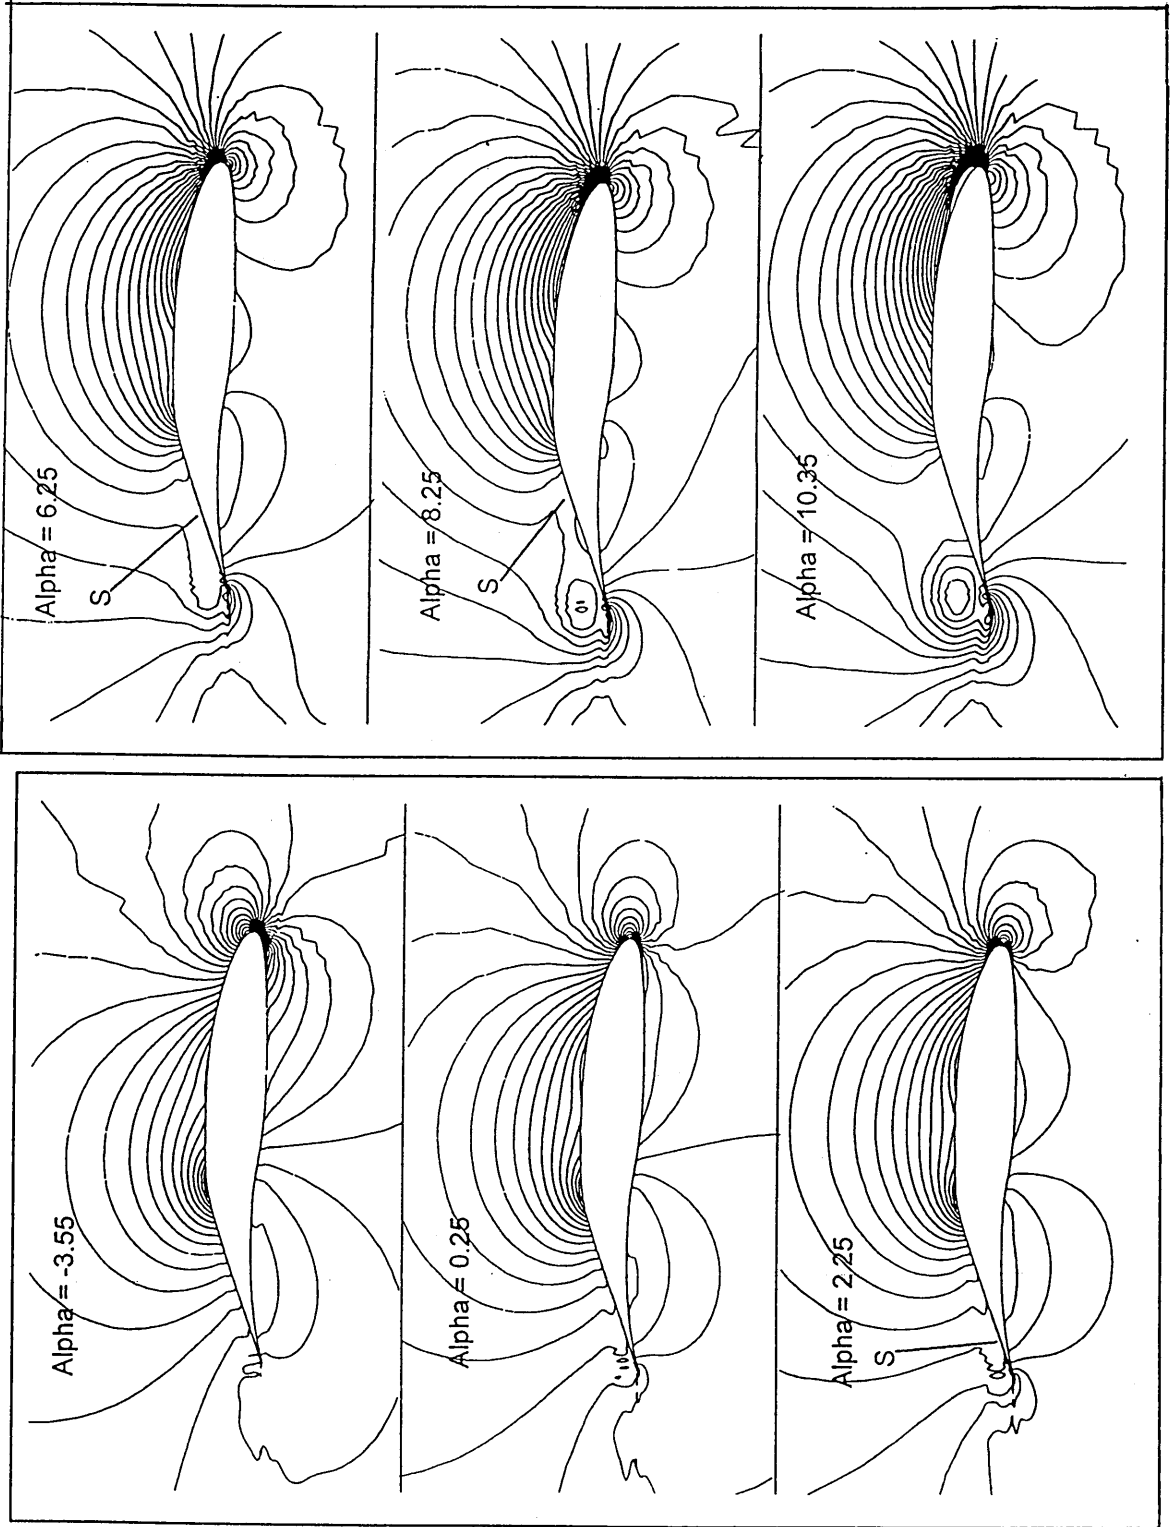 Alpha = 6.25
S
Alpha = 8.25
S
Alpha = 10.35
Alpha = -3.55
Alpha = 0.25
Alpha = 2.25
S